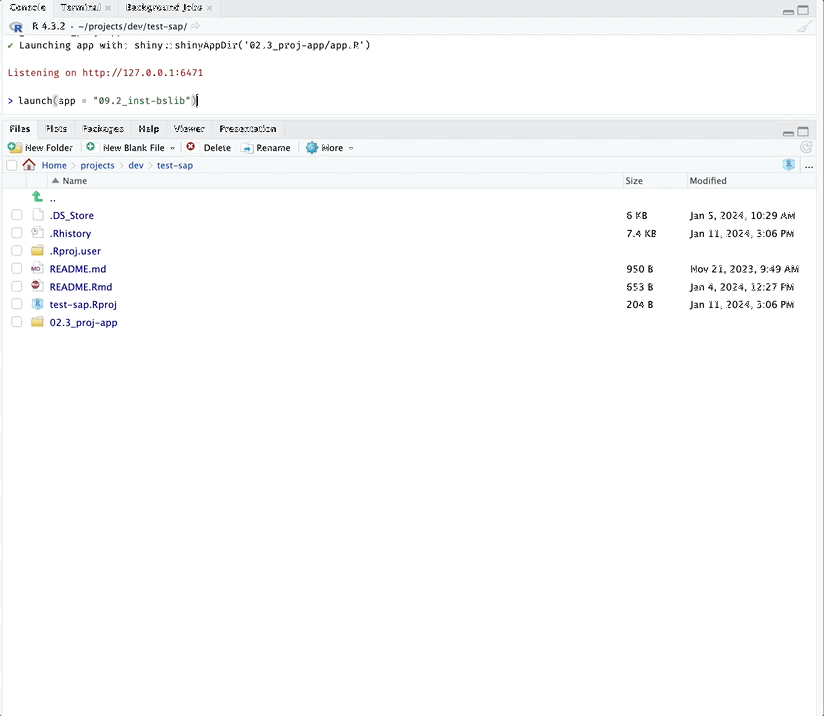 Console Terminal × Background Jobs ×
R 4.3.2 · ~/projects/dev/test-sap/
✔ Launching app with: shiny::shinyAppDir('02.3_proj-app/app.R')
Listening on http://127.0.0.1:6471
> launch(app = "09.2_inst-bslib")
Files Plots Packages Help Viewer Presentation
New Folder New Blank File Delete Rename More
Home projects dev test-sap R ...
Name Size Modified
..
.DS_Store 6 KB Jan 5, 2024, 10:29 AM
.Rhistory 7.4 KB Jan 11, 2024, 3:06 PM
.Rproj.user
README.md 950 B Nov 21, 2023, 9:49 AM
README.Rmd 653 B Jan 4, 2024, 12:27 PM
test-sap.Rproj 204 B Jan 11, 2024, 3:06 PM
02.3_proj-app